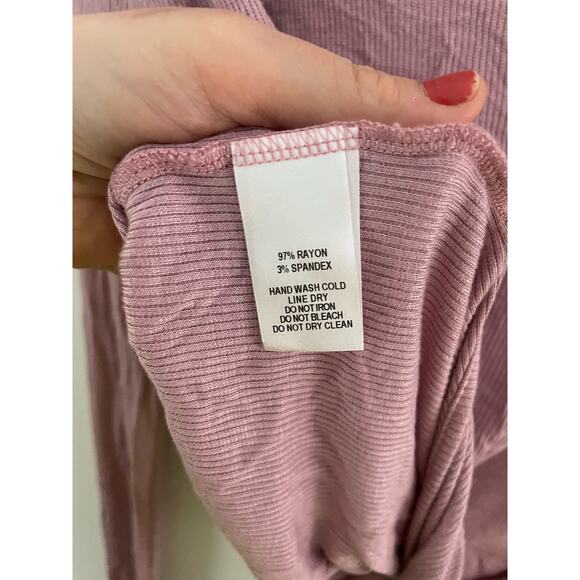 97% RAYON
3% SPANDEX
HAND WASH COLD
LINE DRY
DO NOT IRON
DO NOT BLEACH
DO NOT DRY CLEAN